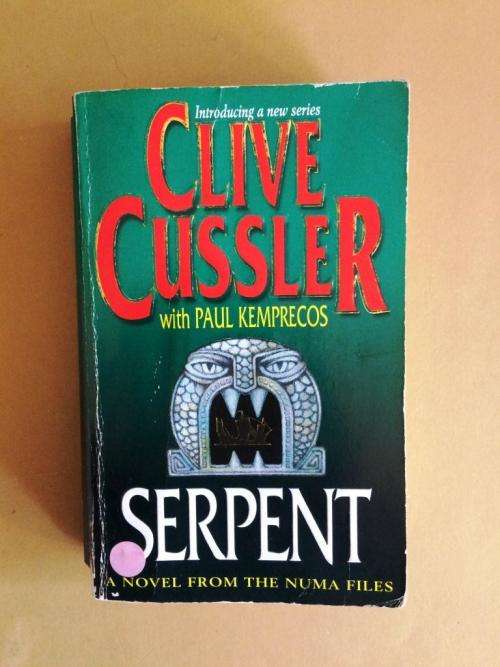 Introducing a new series
CLIVE
CUSSLER
with PAUL KEMPRECOS
SERPENT
A NOVEL FROM THE NUMA FILES